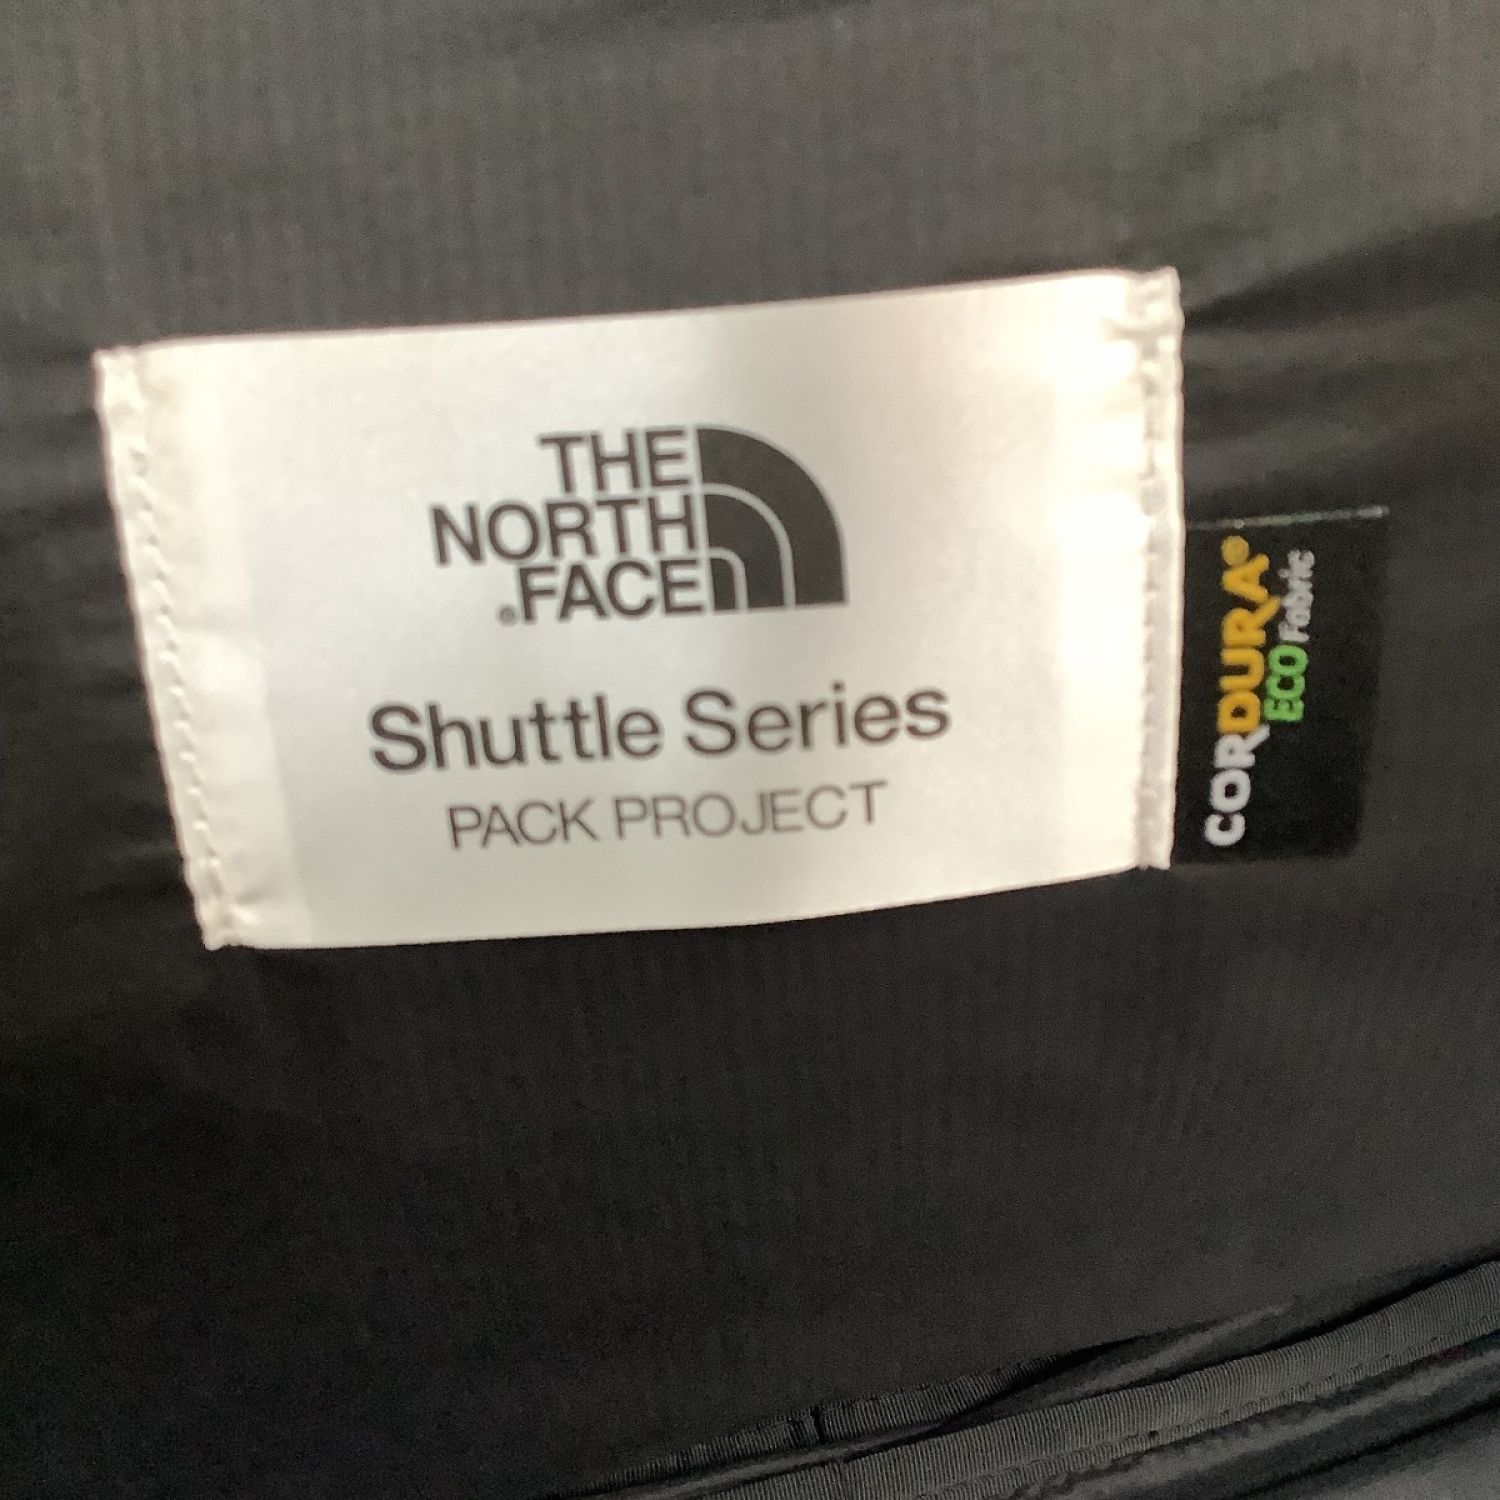 THE
NORTH
®FACE
Shuttle Series
PACK PROJECT
CORDURA®
ECO Fabric